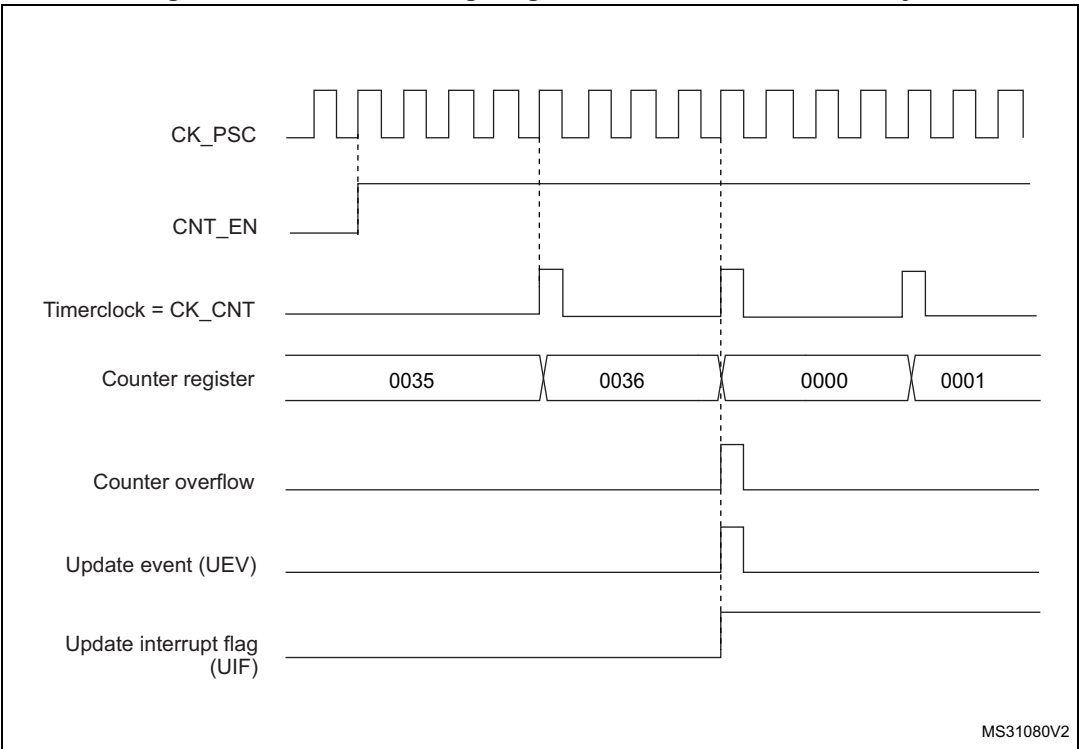 CK_PSC
CNT_EN
Timerclock = CK_CNT
Counter register
0035
0036
0000
0001
Counter overflow
Update event (UEV)
Update interrupt flag
(UIF)
MS31080V2